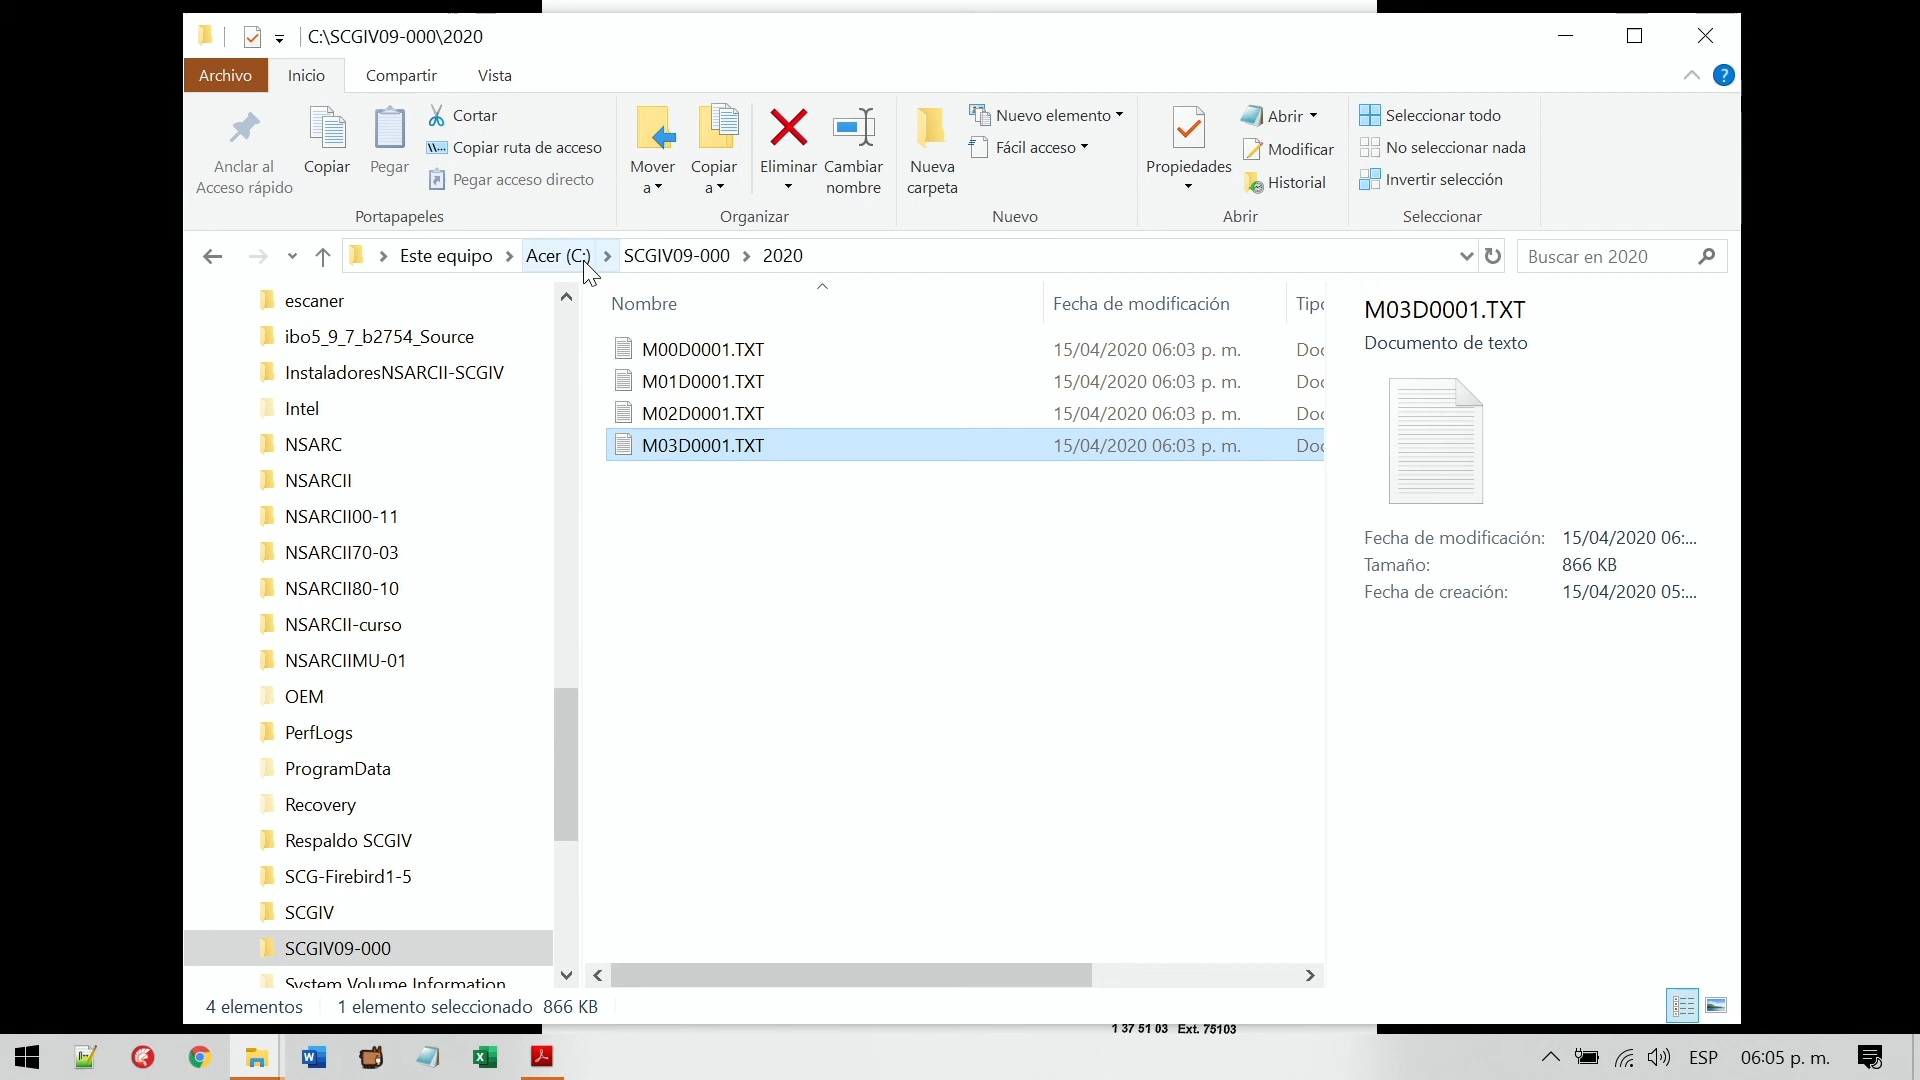 C:\SCGIV09-000\2020
Archivo Inicio Compartir Vista
?
Anclar al Acceso rápido
Copiar
Pegar
Cortar
Copiar ruta de acceso
Pegar acceso directo
Portapapeles
Mover a
Copiar a
Eliminar
Cambiar nombre
Organizar
Nueva carpeta
Nuevo elemento
Fácil acceso
Nuevo
Propiedades
Abrir
Modificar
Historial
Abrir
Seleccionar todo
No seleccionar nada
Invertir selección
Seleccionar
Este equipo Acer (C:) SCGIV09-000 2020
Buscar en 2020
escaner
ibo5_9_7_b2754_Source
InstaladoresNSARCII-SCGIV
Intel
NSARC
NSARCII
NSARCII00-11
NSARCII70-03
NSARCII80-10
NSARCII-curso
NSARCIIMU-01
OEM
PerfLogs
ProgramData
Recovery
Respaldo SCGIV
SCG-Firebird1-5
SCGIV
SCGIV09-000
System Volume Information
Nombre Fecha de modificación Tipo
M00D0001.TXT 15/04/2020 06:03 p. m. Doc
M01D0001.TXT 15/04/2020 06:03 p. m. Doc
M02D0001.TXT 15/04/2020 06:03 p. m. Doc
M03D0001.TXT 15/04/2020 06:03 p. m. Doc
M03D0001.TXT
Documento de texto
Fecha de modificación: 15/04/2020 06:...
Tamaño: 866 KB
Fecha de creación: 15/04/2020 05:...
4 elementos 1 elemento seleccionado 866 KB
1 37 51 03 Ext. 75103
ESP 06:05 p. m.